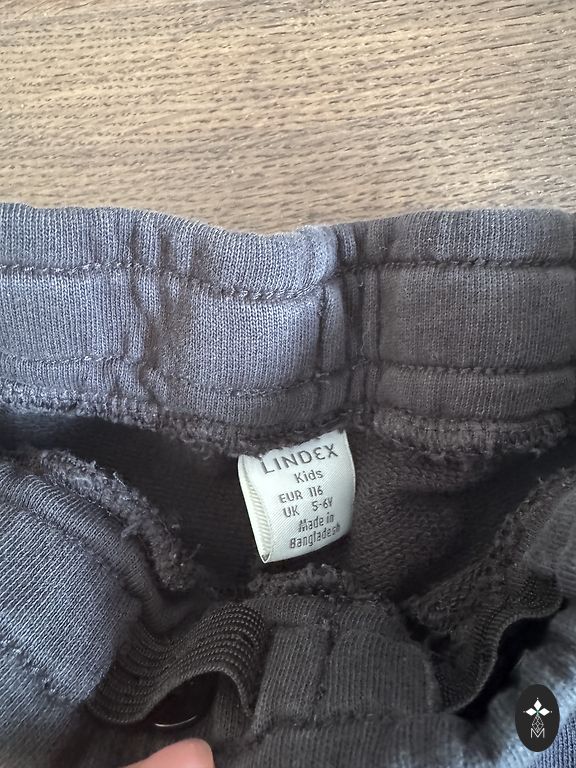 LINDEX
Kids
EUR 116
UK 5-6Y
Made in
Bangladesh
M